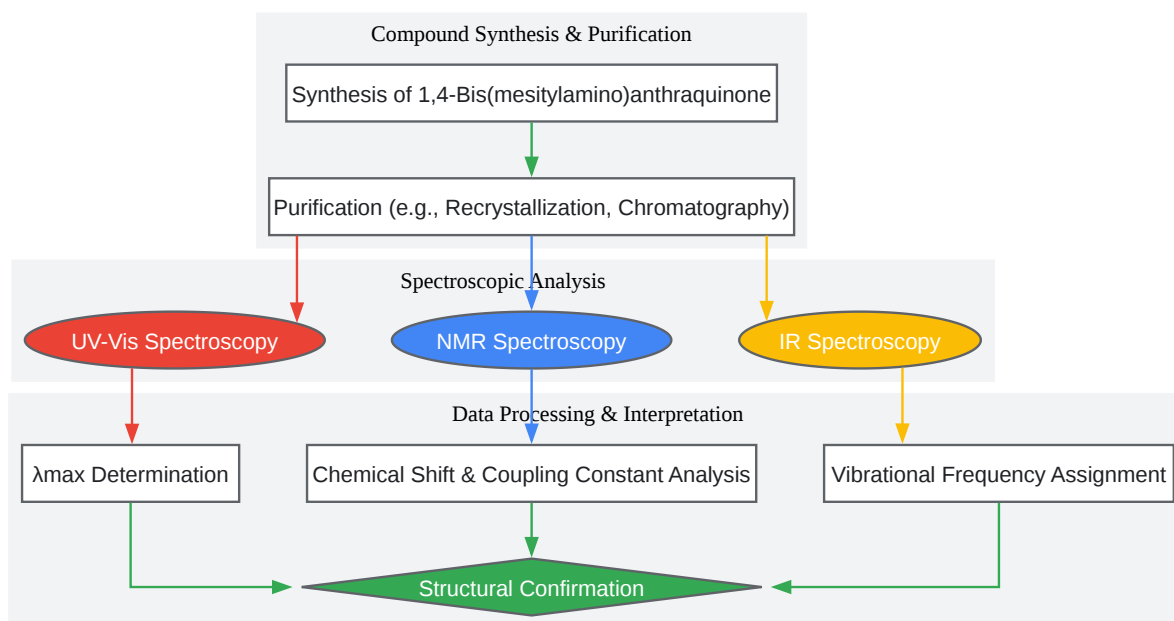 Compound Synthesis & Purification
Synthesis of 1,4-Bis(mesitylamino)anthraquinone
Purification (e.g., Recrystallization, Chromatography)
Spectroscopic Analysis
UV-Vis Spectroscopy
NMR Spectroscopy
IR Spectroscopy
Data Processing & Interpretation
λmax Determination
Chemical Shift & Coupling Constant Analysis
Vibrational Frequency Assignment
Structural Confirmation